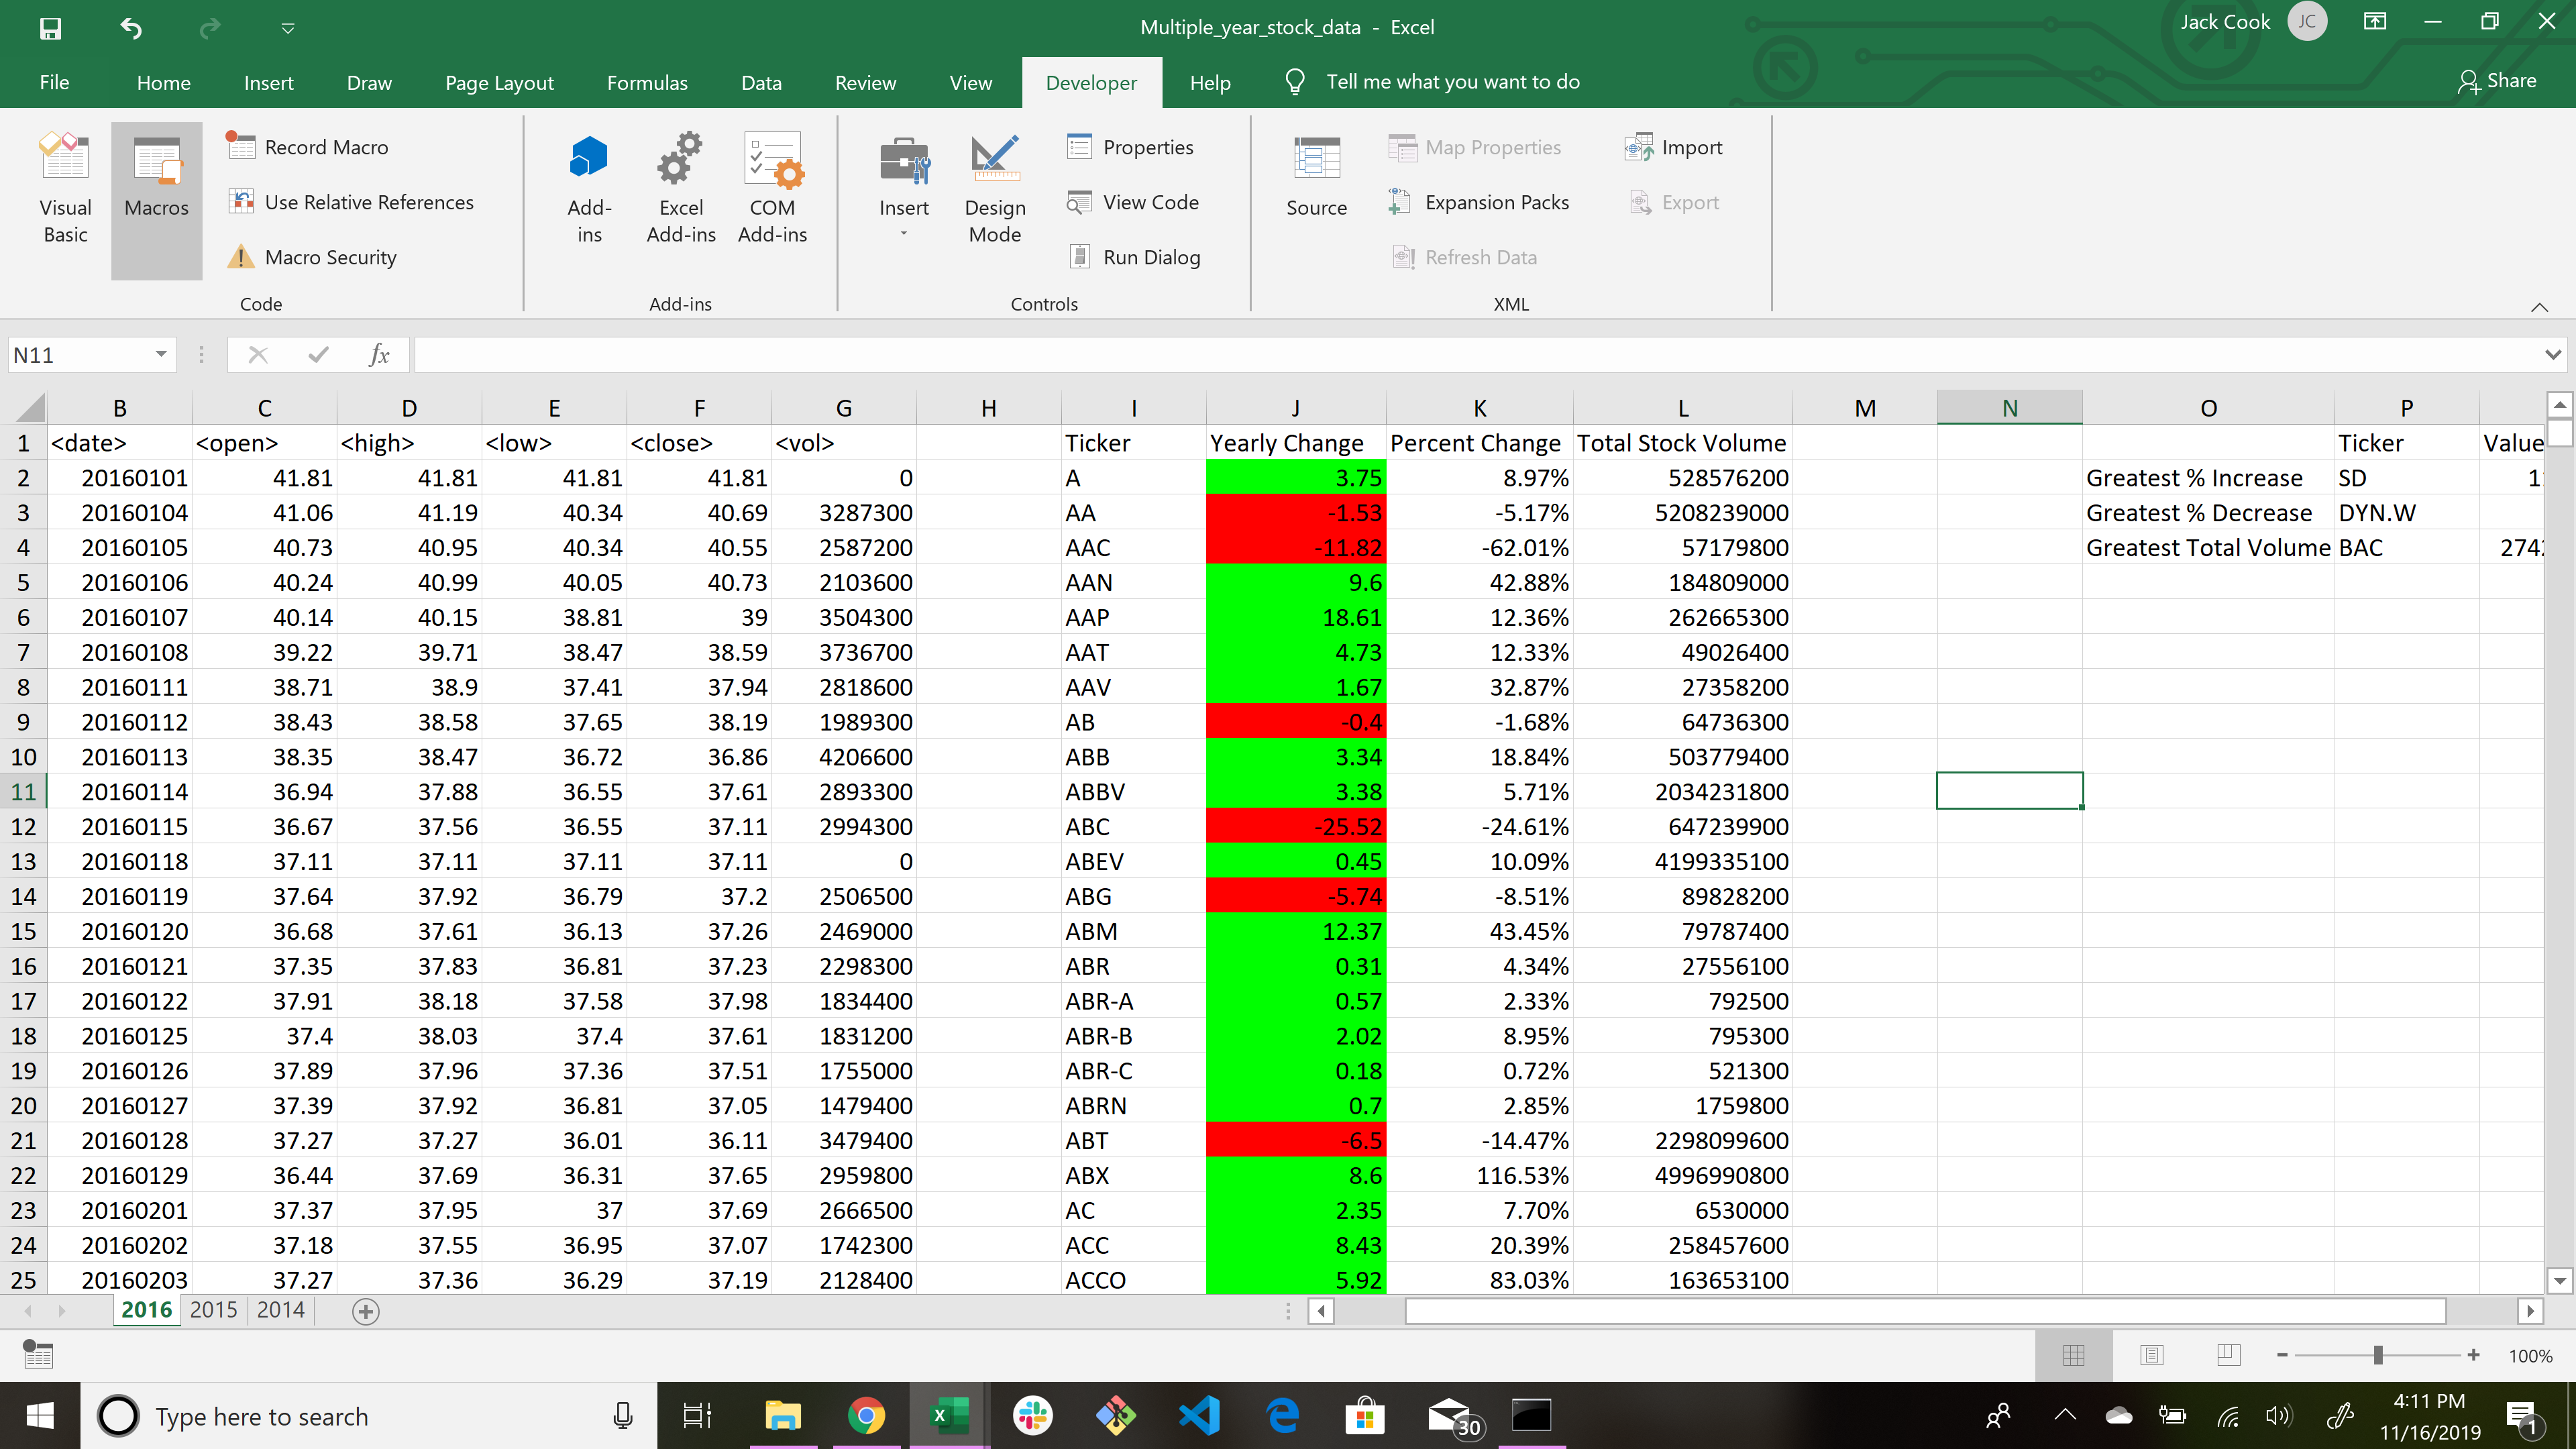 Multiple_year_stock_data - Excel
Jack Cook JC
File Home Insert Draw Page Layout Formulas Data Review View Developer Help Tell me what you want to do Share
Visual Basic
Macros
Record Macro
Use Relative References
Macro Security
Code
Add-ins
Excel Add-ins
COM Add-ins
Add-ins
Insert
Design Mode
Properties
View Code
Run Dialog
Controls
Source
Map Properties
Expansion Packs
Refresh Data
Import
Export
XML
N11 fx
B C D E F G H I J K L M N O P
1 <date> <open> <high> <low> <close> <vol> Ticker Yearly Change Percent Change Total Stock Volume Ticker Value
2 20160101 41.81 41.81 41.81 41.81 0 A 3.75 8.97% 528576200 Greatest % Increase SD
3 20160104 41.06 41.19 40.34 40.69 3287300 AA -1.53 -5.17% 5208239000 Greatest % Decrease DYN.W
4 20160105 40.73 40.95 40.34 40.55 2587200 AAC -11.82 -62.01% 57179800 Greatest Total Volume BAC
5 20160106 40.24 40.99 40.05 40.73 2103600 AAN 9.6 42.88% 184809000
6 20160107 40.14 40.15 38.81 39 3504300 AAP 18.61 12.36% 262665300
7 20160108 39.22 39.71 38.47 38.59 3736700 AAT 4.73 12.33% 49026400
8 20160111 38.71 38.9 37.41 37.94 2818600 AAV 1.67 32.87% 27358200
9 20160112 38.43 38.58 37.65 38.19 1989300 AB -0.4 -1.68% 64736300
10 20160113 38.35 38.47 36.72 36.86 4206600 ABB 3.34 18.84% 503779400
11 20160114 36.94 37.88 36.55 37.61 2893300 ABBV 3.38 5.71% 2034231800
12 20160115 36.67 37.56 36.55 37.11 2994300 ABC -25.52 -24.61% 647239900
13 20160118 37.11 37.11 37.11 37.11 0 ABEV 0.45 10.09% 4199335100
14 20160119 37.64 37.92 36.79 37.2 2506500 ABG -5.74 -8.51% 89828200
15 20160120 36.68 37.61 36.13 37.26 2469000 ABM 12.37 43.45% 79787400
16 20160121 37.35 37.83 36.81 37.23 2298300 ABR 0.31 4.34% 27556100
17 20160122 37.91 38.18 37.58 37.98 1834400 ABR-A 0.57 2.33% 792500
18 20160125 37.4 38.03 37.4 37.61 1831200 ABR-B 2.02 8.95% 795300
19 20160126 37.89 37.96 37.36 37.51 1755000 ABR-C 0.18 0.72% 521300
20 20160127 37.39 37.92 36.81 37.05 1479400 ABRN 0.7 2.85% 1759800
21 20160128 37.27 37.27 36.01 36.11 3479400 ABT -6.5 -14.47% 2298099600
22 20160129 36.44 37.69 36.31 37.65 2959800 ABX 8.6 116.53% 4996990800
23 20160201 37.37 37.95 37 37.69 2666500 AC 2.35 7.70% 6530000
24 20160202 37.18 37.55 36.95 37.07 1742300 ACC 8.43 20.39% 258457600
25 20160203 37.27 37.36 36.29 37.19 2128400 ACCO 5.92 83.03% 163653100
2016 2015 2014
100%
Type here to search
30
4:11 PM
11/16/2019
1